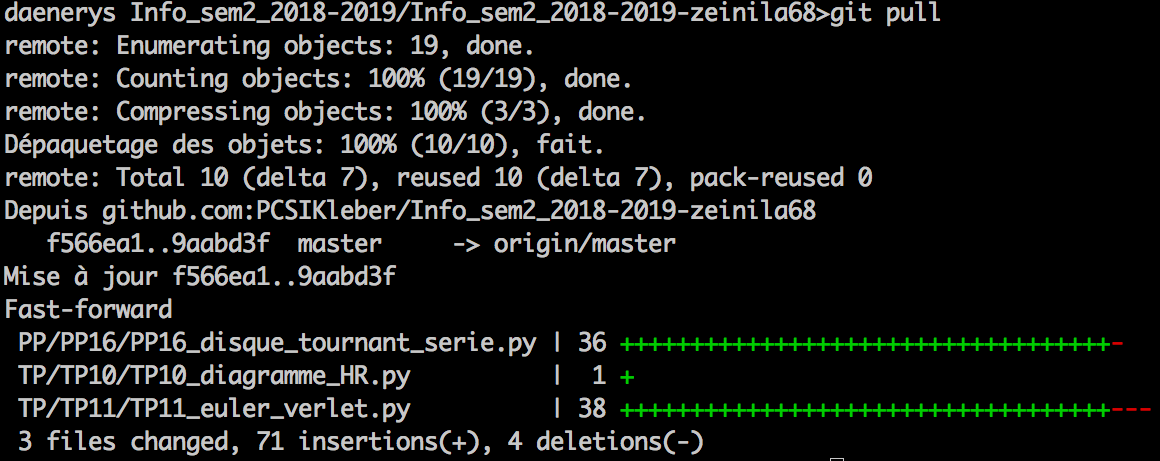 daenerys Info_sem2_2018-2019/Info_sem2_2018-2019-zeinila68>git pull
remote: Enumerating objects: 19, done.
remote: Counting objects: 100% (19/19), done.
remote: Compressing objects: 100% (3/3), done.
Dépaquetage des objets: 100% (10/10), fait.
remote: Total 10 (delta 7), reused 10 (delta 7), pack-reused 0
Depuis github.com:PCSIKleber/Info_sem2_2018-2019-zeinila68
   f566ea1..9aabd3f  master     -> origin/master
Mise à jour f566ea1..9aabd3f
Fast-forward
 PP/PP16/PP16_disque_tournant_serie.py | 36 +++++++++++++++++++++++++++++++++++-
 TP/TP10/TP10_diagramme_HR.py          |  1 +
 TP/TP11/TP11_euler_verlet.py          | 38 +++++++++++++++++++++++++++++++++++---
 3 files changed, 71 insertions(+), 4 deletions(-)